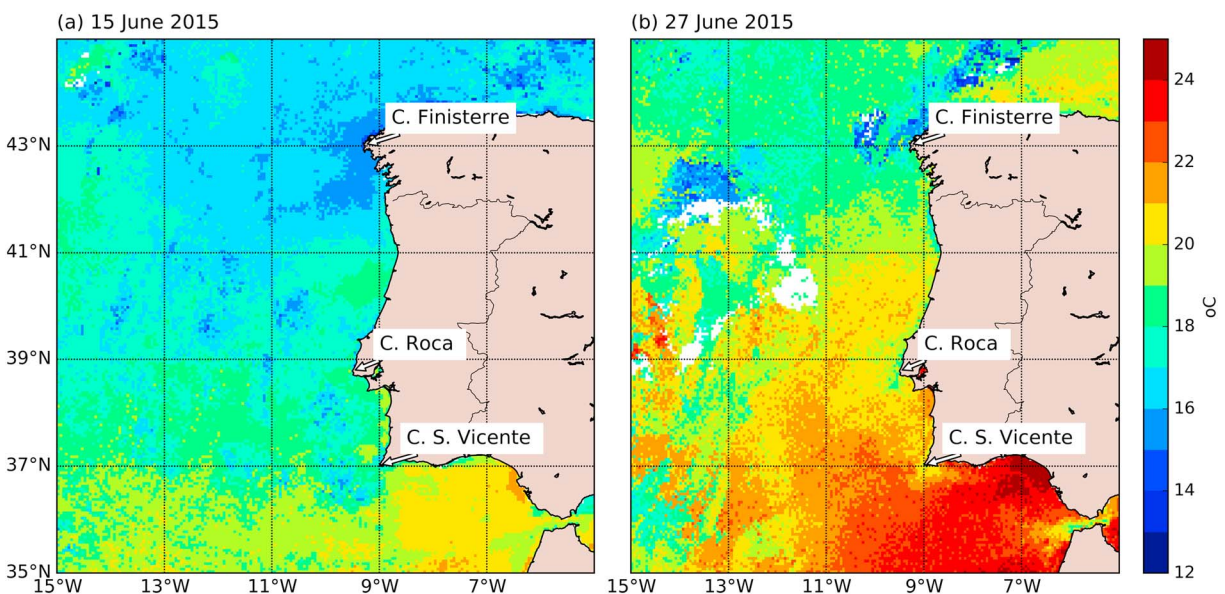 (a) 15 June 2015
(b) 27 June 2015
43°N
41°N
39°N
37°N
35°N
15°W
13°W
11°W
9°W
7°W
C. Finisterre
C. Roca
C. S. Vicente
15°W
13°W
11°W
9°W
7°W
C. Finisterre
C. Roca
C. S. Vicente
24
22
20
18
16
14
12
oC